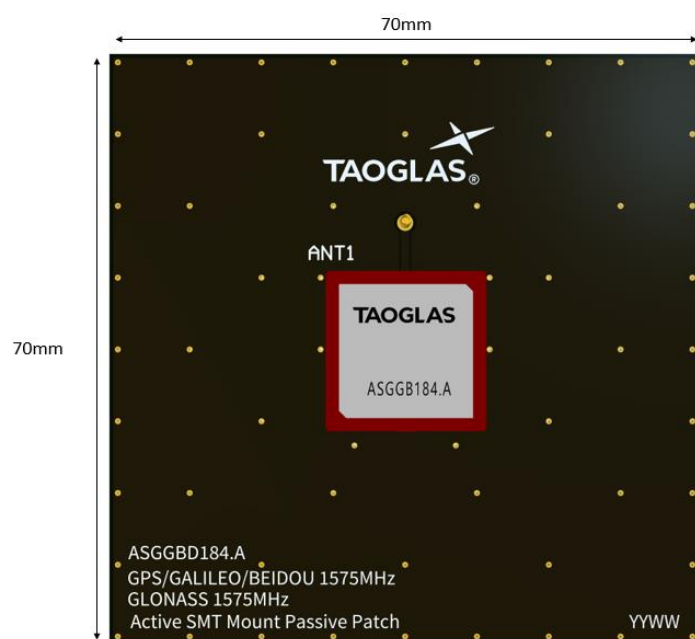 70mm
TAOGLAS®
ANT1
70mm
TAOGLAS
ASGGB184.A
ASGGBD184.A
GPS/GALILEO/BEIDOU 1575MHz
GLONASS 1575MHz
Active SMT Mount Passive Patch YYWW